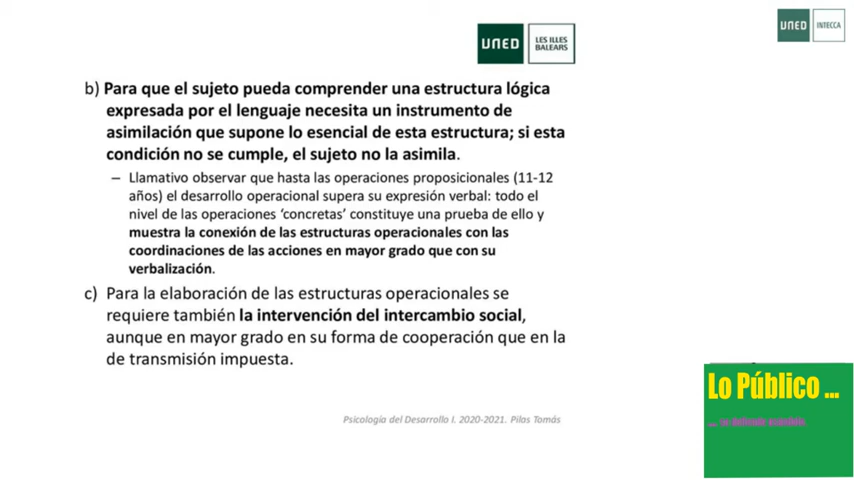 UNED
LES ILLES
BALEARS
UNED
INTECCA
b) Para que el sujeto pueda comprender una estructura lógica
expresada por el lenguaje necesita un instrumento de
asimilación que supone lo esencial de esta estructura; si esta
condición no se cumple, el sujeto no la asimila.
– Llamativo observar que hasta las operaciones proposicionales (11-12
años) el desarrollo operacional supera su expresión verbal: todo el
nivel de las operaciones ‘concretas’ constituye una prueba de ello y
muestra la conexión de las estructuras operacionales con las
coordinaciones de las acciones en mayor grado que con su
verbalización.
c) Para la elaboración de las estructuras operacionales se
requiere también la intervención del intercambio social,
aunque en mayor grado en su forma de cooperación que en la
de transmisión impuesta.
Lo Público ...
Psicología del Desarrollo I. 2020-2021. Pilas Tomás